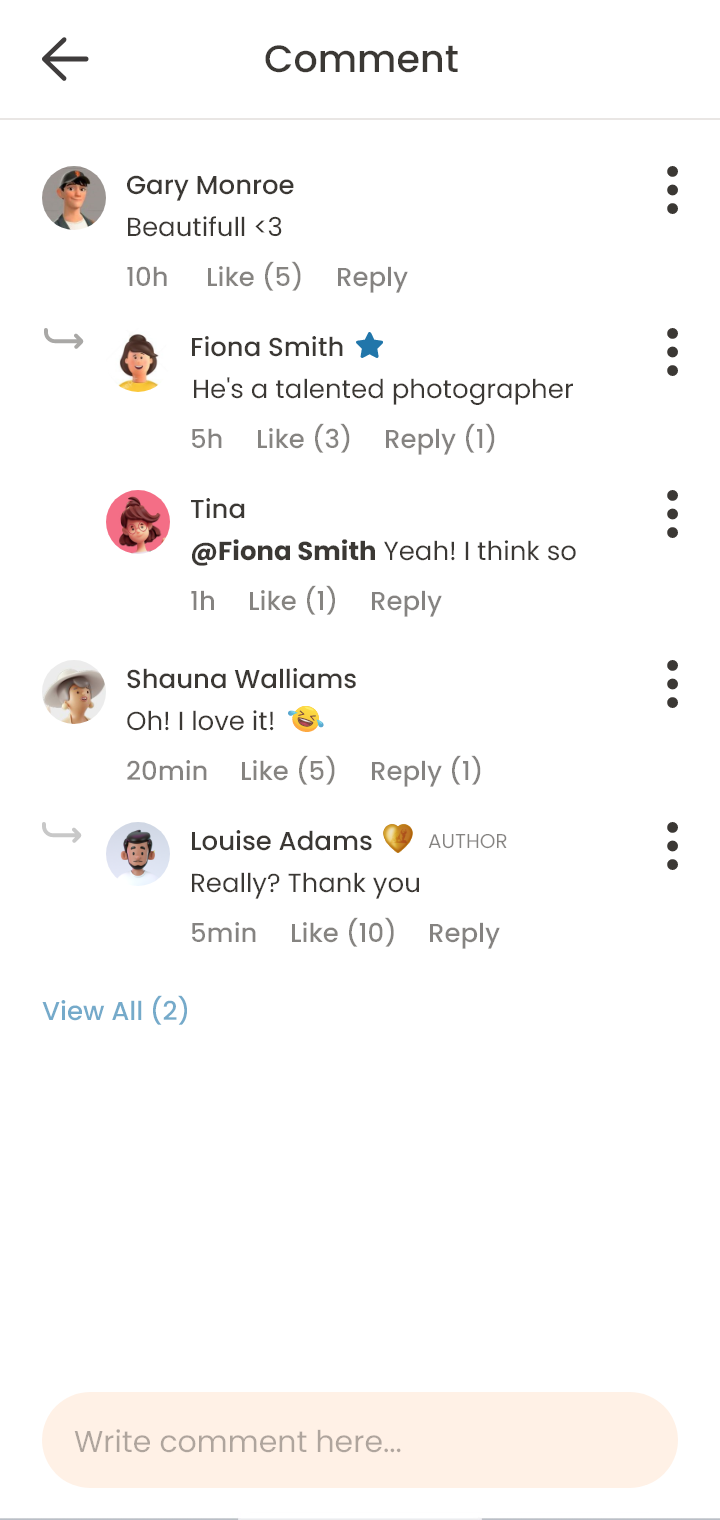 Comment
Gary Monroe
Beautifull <3
10h Like (5) Reply
Fiona Smith
He's a talented photographer
5h Like (3) Reply (1)
Tina
@Fiona Smith Yeah! I think so
1h Like (1) Reply
Shauna Walliams
Oh! I love it! 🤣
20min Like (5) Reply (1)
Louise Adams AUTHOR
Really? Thank you
5min Like (10) Reply
View All (2)
Write comment here...